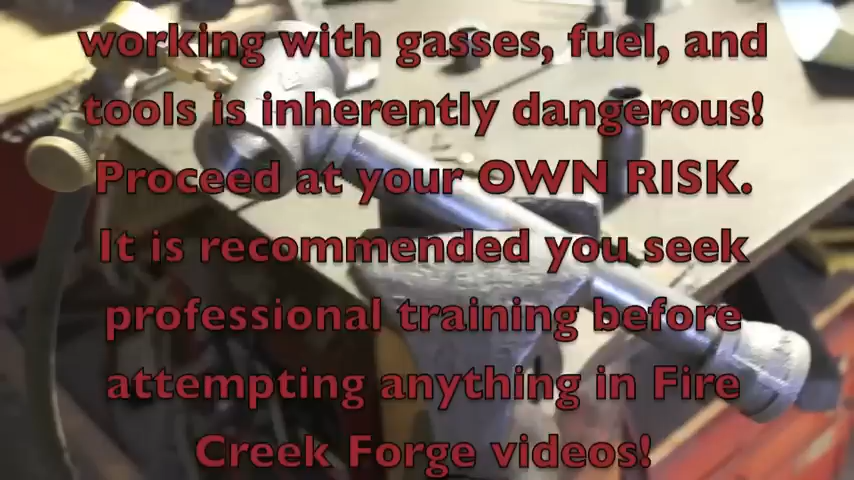 working with gasses, fuel, and
tools is inherently dangerous!
Proceed at your OWN RISK.
It is recommended you seek
professional training before
attempting anything in Fire
Creek Forge videos!